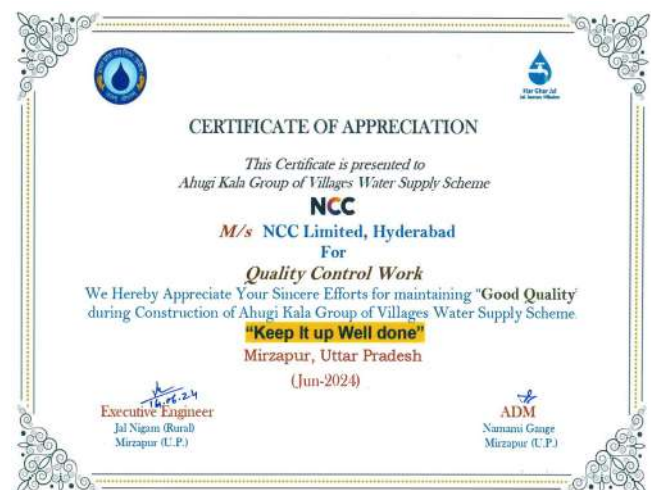 Har Ghar Jal
Jal Jeevan Mission
CERTIFICATE OF APPRECIATION
This Certificate is presented to
Ahugi Kala Group of Villages Water Supply Scheme
NCC
M/s NCC Limited, Hyderabad
For
Quality Control Work
We Hereby Appreciate Your Sincere Efforts for maintaining "Good Quality"
during Construction of Ahugi Kala Group of Villages Water Supply Scheme.
"Keep It up Well done"
Mirzapur, Uttar Pradesh
(Jun-2024)
14.06.24
Executive Engineer
Jal Nigam (Rural)
Mirzapur (U.P.)
ADM
Namami Gange
Mirzapur (U.P.)